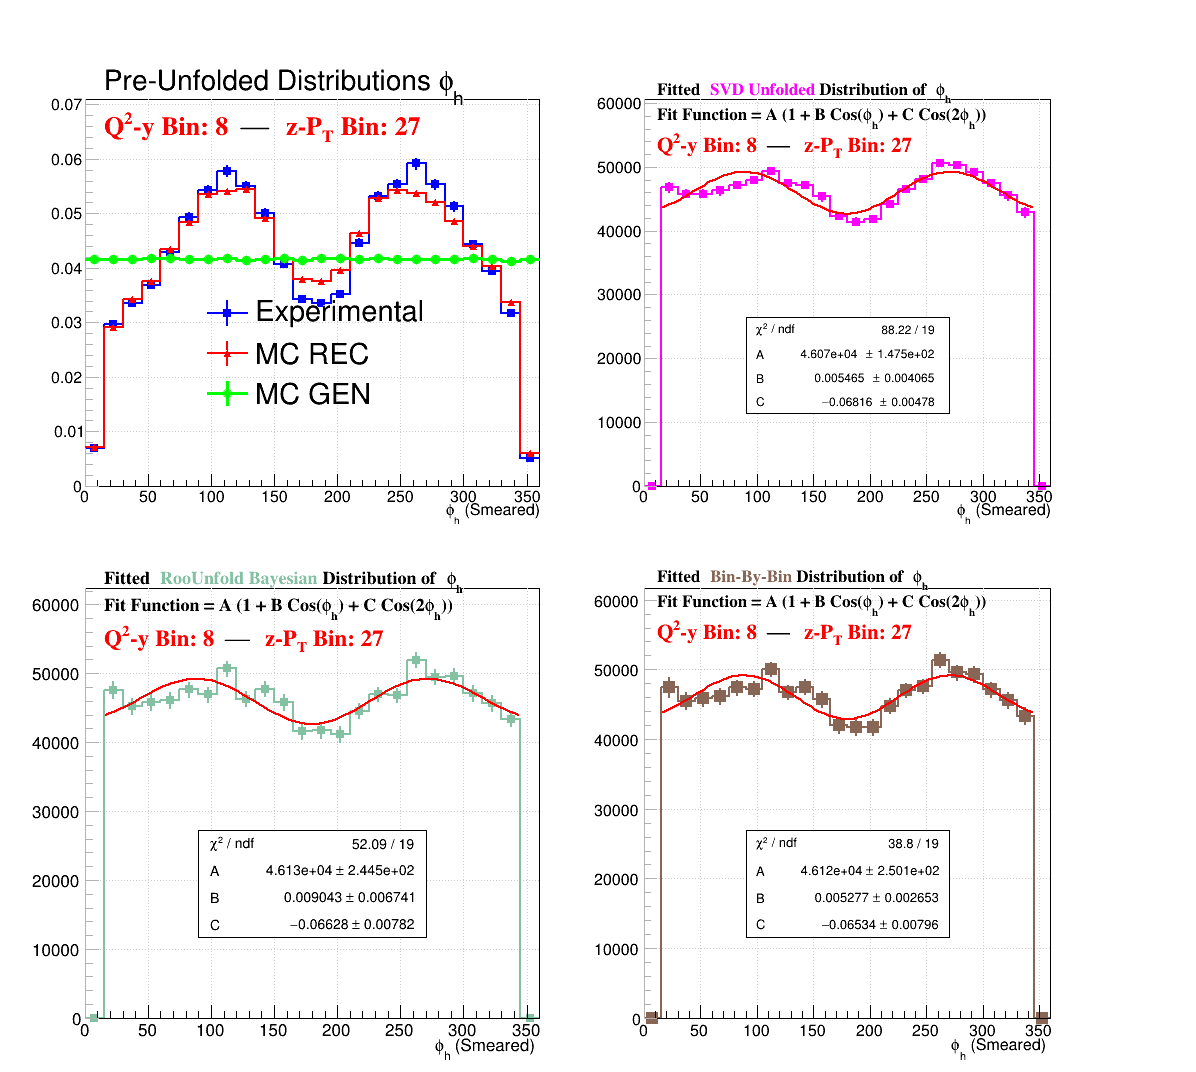 Pre-Unfolded Distributions ϕh
Q²-y Bin: 8 — z-PT Bin: 27
0.07
0.06
0.05
0.04
0.03
0.02
0.01
0
Experimental
MC REC
MC GEN
0 50 100 150 200 250 300 350
ϕh (Smeared)
Fitted SVD Unfolded Distribution of ϕh
Fit Function = A (1 + B Cos(ϕh) + C Cos(2ϕh))
Q²-y Bin: 8 — z-PT Bin: 27
60000
50000
40000
30000
20000
10000
0
χ² / ndf 88.22 / 19
A 4.607e+04 ± 1.475e+02
B 0.005465 ± 0.004065
C −0.06816 ± 0.00478
0 50 100 150 200 250 300 350
ϕh (Smeared)
Fitted RooUnfold Bayesian Distribution of ϕh
Fit Function = A (1 + B Cos(ϕh) + C Cos(2ϕh))
Q²-y Bin: 8 — z-PT Bin: 27
60000
50000
40000
30000
20000
10000
0
χ² / ndf 52.09 / 19
A 4.613e+04 ± 2.445e+02
B 0.009043 ± 0.006741
C −0.06628 ± 0.00782
0 50 100 150 200 250 300 350
ϕh (Smeared)
Fitted Bin-By-Bin Distribution of ϕh
Fit Function = A (1 + B Cos(ϕh) + C Cos(2ϕh))
Q²-y Bin: 8 — z-PT Bin: 27
60000
50000
40000
30000
20000
10000
0
χ² / ndf 38.8 / 19
A 4.612e+04 ± 2.501e+02
B 0.005277 ± 0.002653
C −0.06534 ± 0.00796
0 50 100 150 200 250 300 350
ϕh (Smeared)